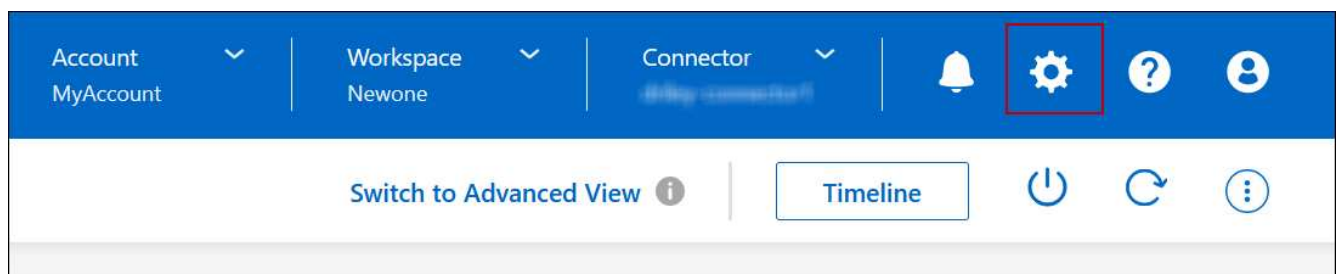 Account
MyAccount
Workspace
Newone
Connector
Switch to Advanced View
Timeline